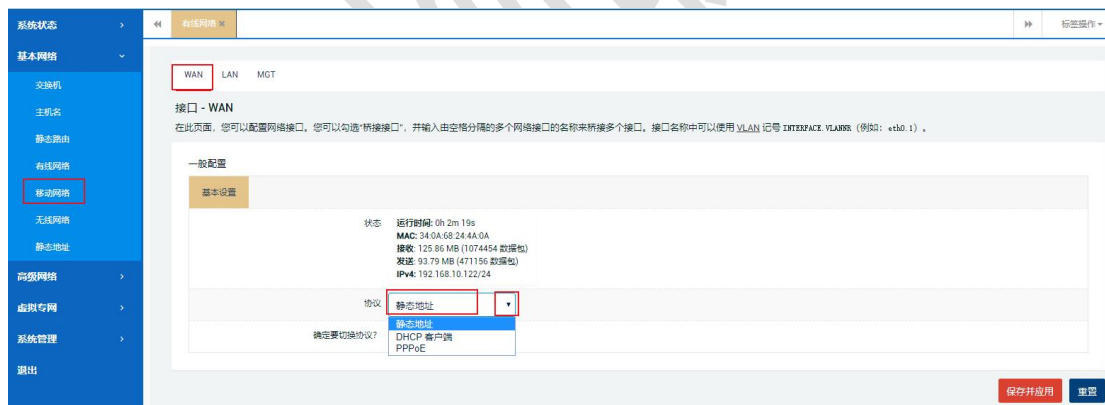 系统状态
有线网络
标签操作
基本网络
交换机
主机名
静态路由
有线网络
移动网络
无线网络
静态地址
高级网络
虚拟专网
系统管理
退出
WAN LAN MGT
接口 - WAN
在此页面，您可以配置网络接口。您可以勾选“桥接接口”，并输入由空格分隔的多个网络接口的名称来桥接多个接口。接口名称中可以使用 VLAN 记号 INTERFACE.VLANNR（例如：eth0.1）。
一般配置
基本设置
状态 运行时间: 0h 2m 19s
MAC: 34:0A:68:24:4A:0A
接收: 125.86 MB (1074454 数据包)
发送: 93.79 MB (471156 数据包)
IPv4: 192.168.10.122/24
协议 静态地址
静态地址
确定要切换协议? DHCP 客户端
PPPoE
保存并应用 重置